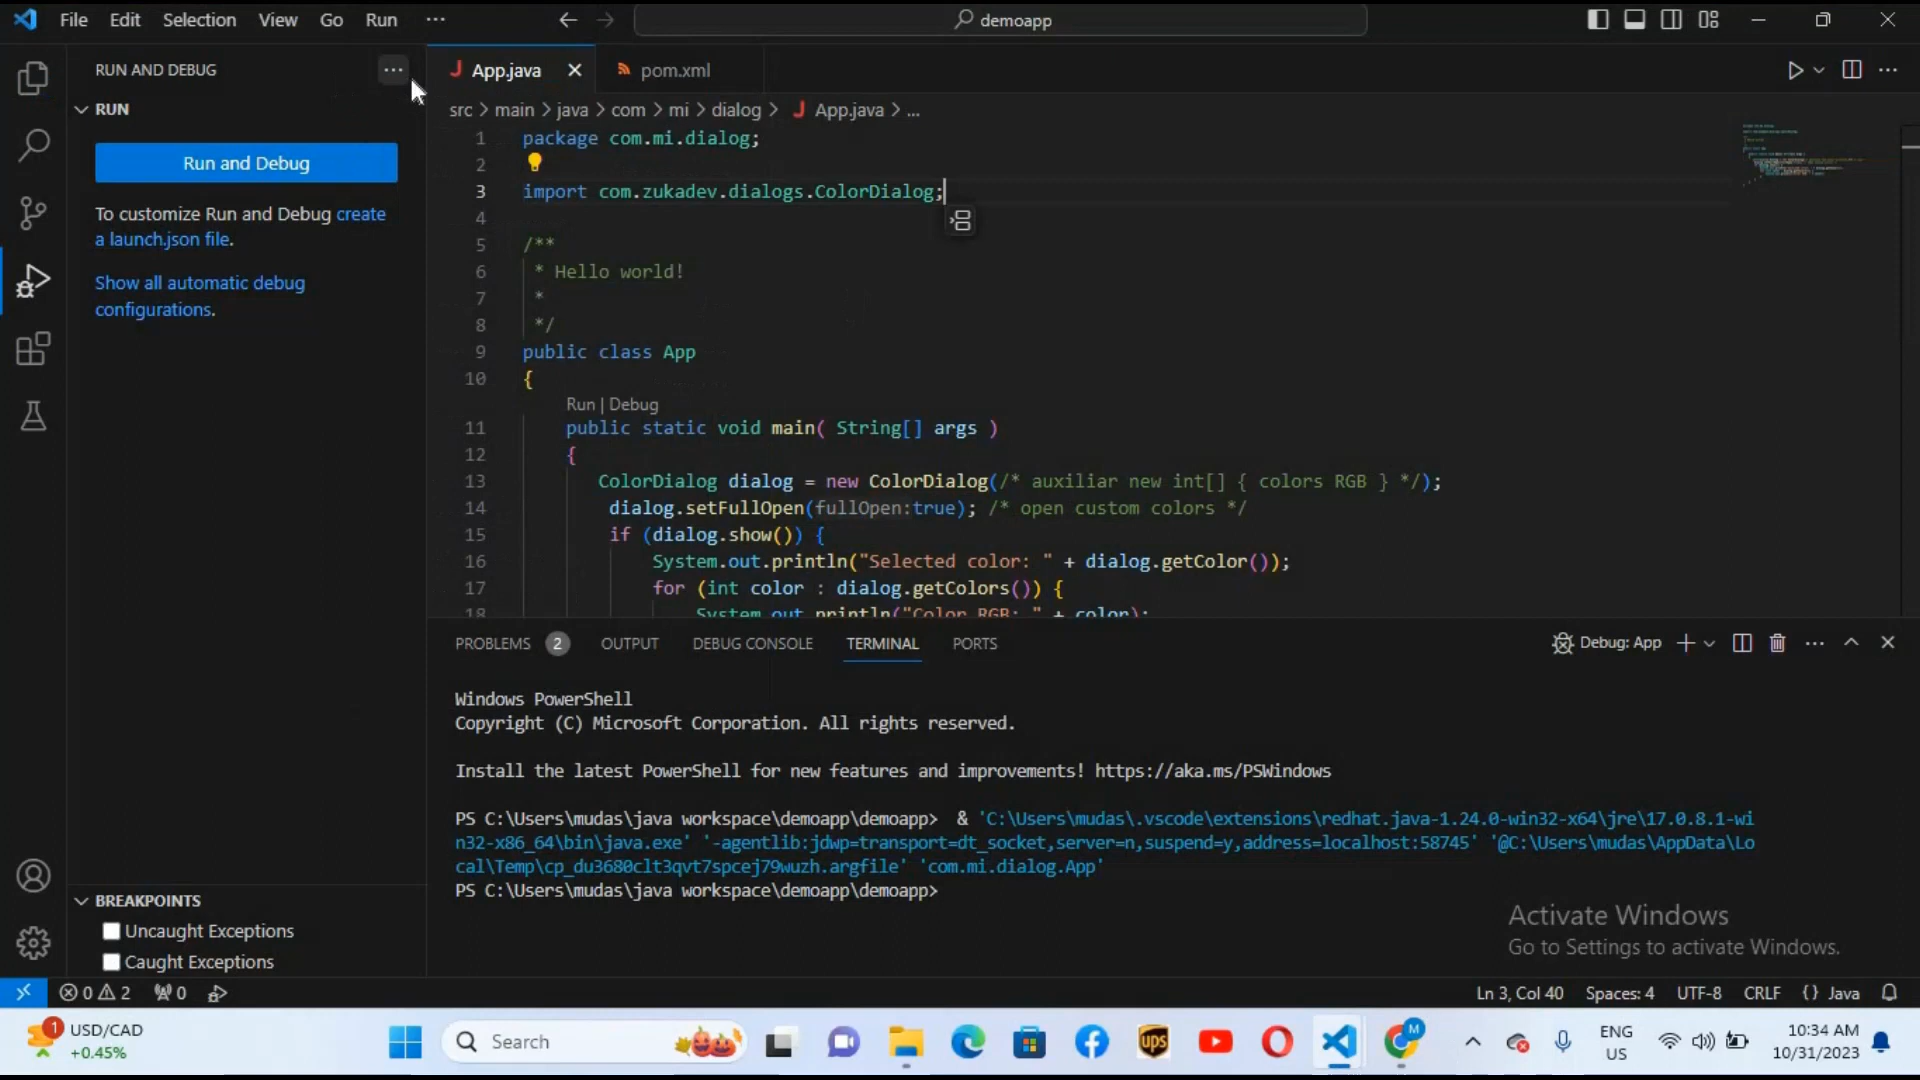 File Edit Selection View Go Run ···
demoapp
RUN AND DEBUG ···
RUN
Run and Debug
To customize Run and Debug create
a launch.json file.
Show all automatic debug
configurations.
BREAKPOINTS
Uncaught Exceptions
Caught Exceptions
App.java
pom.xml
src > main > java > com > mi > dialog > App.java > ...
1 package com.mi.dialog;
2
3 import com.zukadev.dialogs.ColorDialog;
4
5 /**
6 * Hello world!
7 *
8 */
9 public class App
10 {
Run | Debug
11 public static void main( String[] args )
12 {
13 ColorDialog dialog = new ColorDialog(/* auxiliar new int[] { colors RGB } */);
14 dialog.setFullOpen(fullOpen:true); /* open custom colors */
15 if (dialog.show()) {
16 System.out.println("Selected color: " + dialog.getColor());
17 for (int color : dialog.getColors()) {
18 System.out.println("Color RGB: " + color);
PROBLEMS 2 OUTPUT DEBUG CONSOLE TERMINAL PORTS
Debug: App
Windows PowerShell
Copyright (C) Microsoft Corporation. All rights reserved.
Install the latest PowerShell for new features and improvements! https://aka.ms/PSWindows
PS C:\Users\mudas\java workspace\demoapp\demoapp> & 'C:\Users\mudas\.vscode\extensions\redhat.java-1.24.0-win32-x64\jre\17.0.8.1-wi
n32-x86_64\bin\java.exe' '-agentlib:jdwp=transport=dt_socket,server=n,suspend=y,address=localhost:58745' '@C:\Users\mudas\AppData\Lo
cal\Temp\cp_du3680clt3qvt7spcej79wuzh.argfile' 'com.mi.dialog.App'
PS C:\Users\mudas\java workspace\demoapp\demoapp>
Activate Windows
Go to Settings to activate Windows.
0 2 0
Ln 3, Col 40 Spaces: 4 UTF-8 CRLF {} Java
1
USD/CAD
+0.45%
Search
ups
M
ENG
US
10:34 AM
10/31/2023